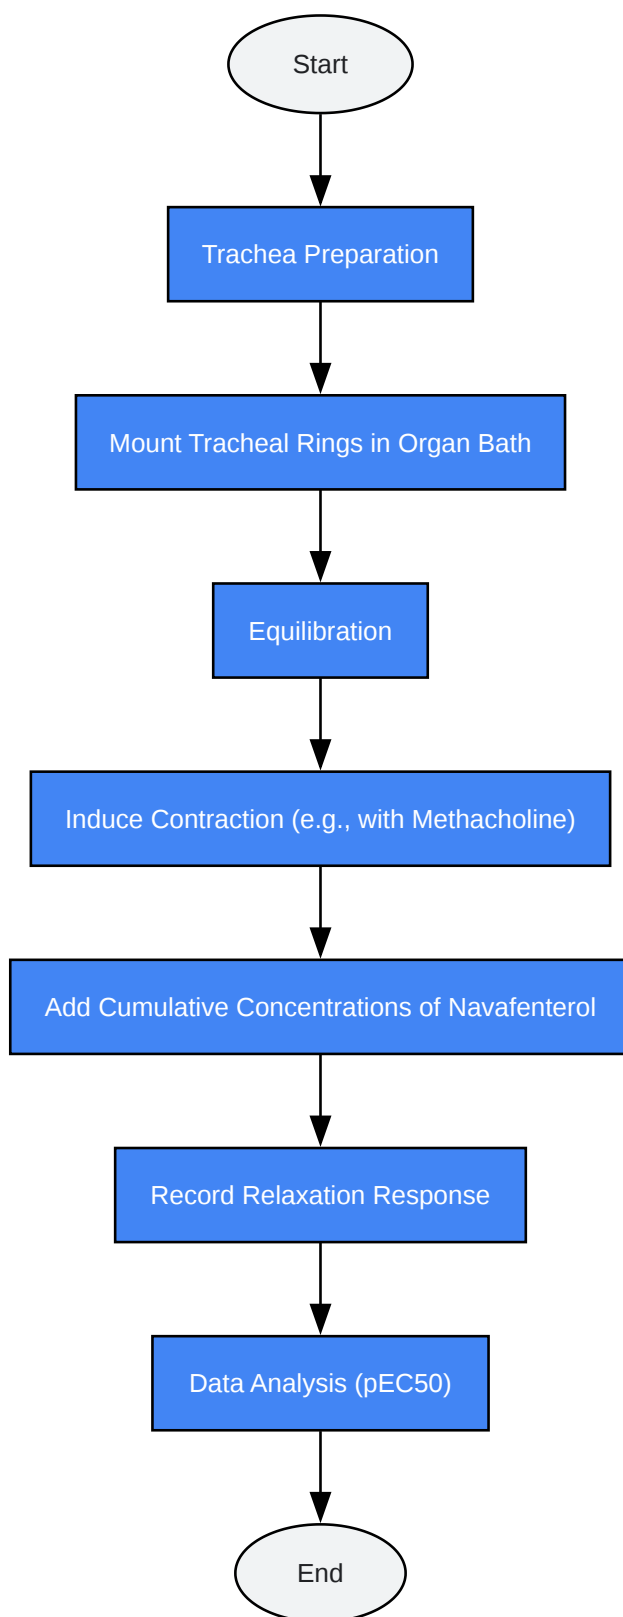 Start
Trachea Preparation
Mount Tracheal Rings in Organ Bath
Equilibration
Induce Contraction (e.g., with Methacholine)
Add Cumulative Concentrations of Navafenterol
Record Relaxation Response
Data Analysis (pEC50)
End